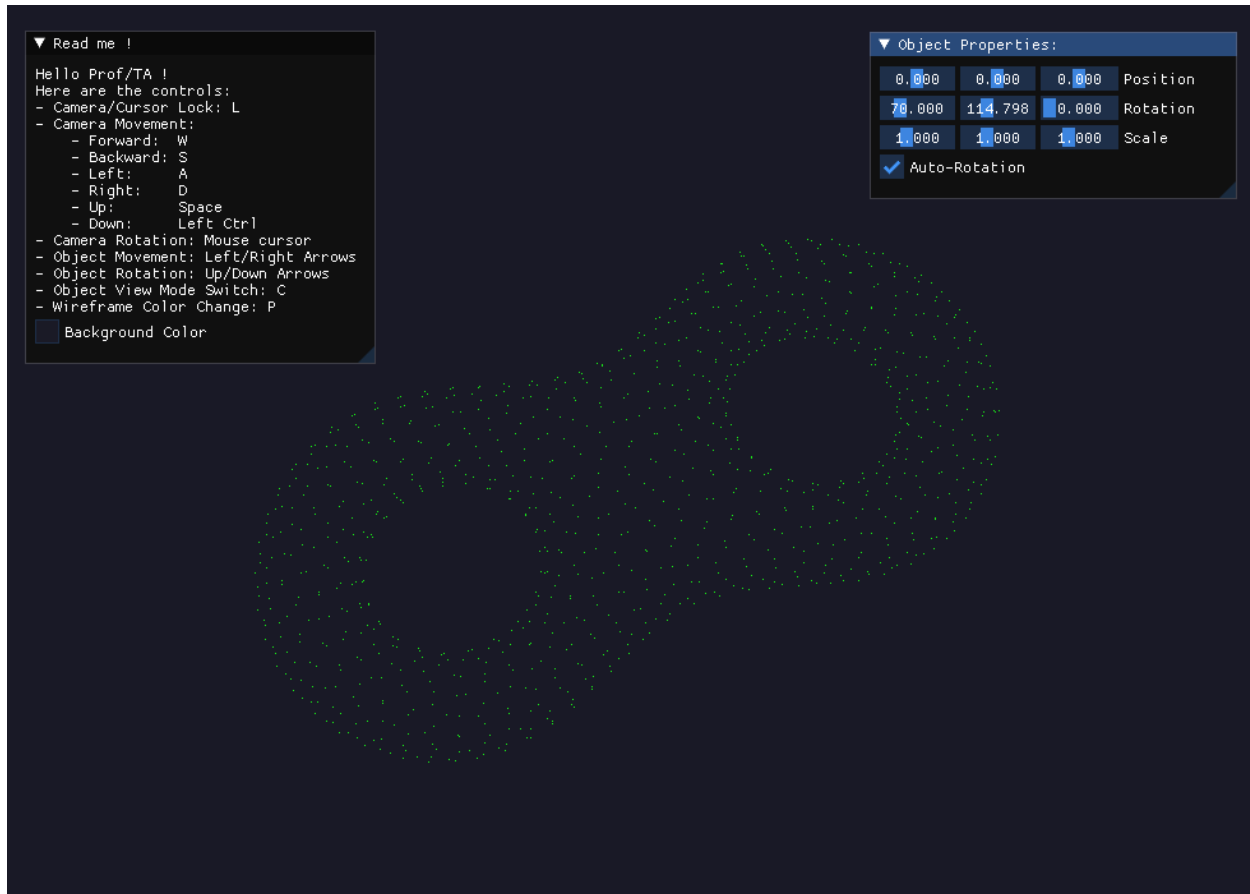 ▼ Read me !
Hello Prof/TA !
Here are the controls:
- Camera/Cursor Lock: L
- Camera Movement:
    - Forward:  W
    - Backward: S
    - Left:     A
    - Right:    D
    - Up:       Space
    - Down:     Left Ctrl
- Camera Rotation: Mouse cursor
- Object Movement: Left/Right Arrows
- Object Rotation: Up/Down Arrows
- Object View Mode Switch: C
- Wireframe Color Change: P
Background Color
▼ Object Properties:
0.000 0.000 0.000 Position
70.000 114.798 0.000 Rotation
1.000 1.000 1.000 Scale
Auto-Rotation